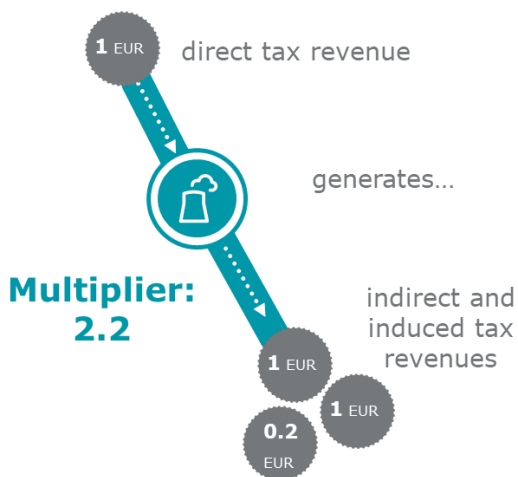 1 EUR
direct tax revenue
generates...
Multiplier:
2.2
indirect and
induced tax
revenues
1 EUR
1 EUR
0.2
EUR